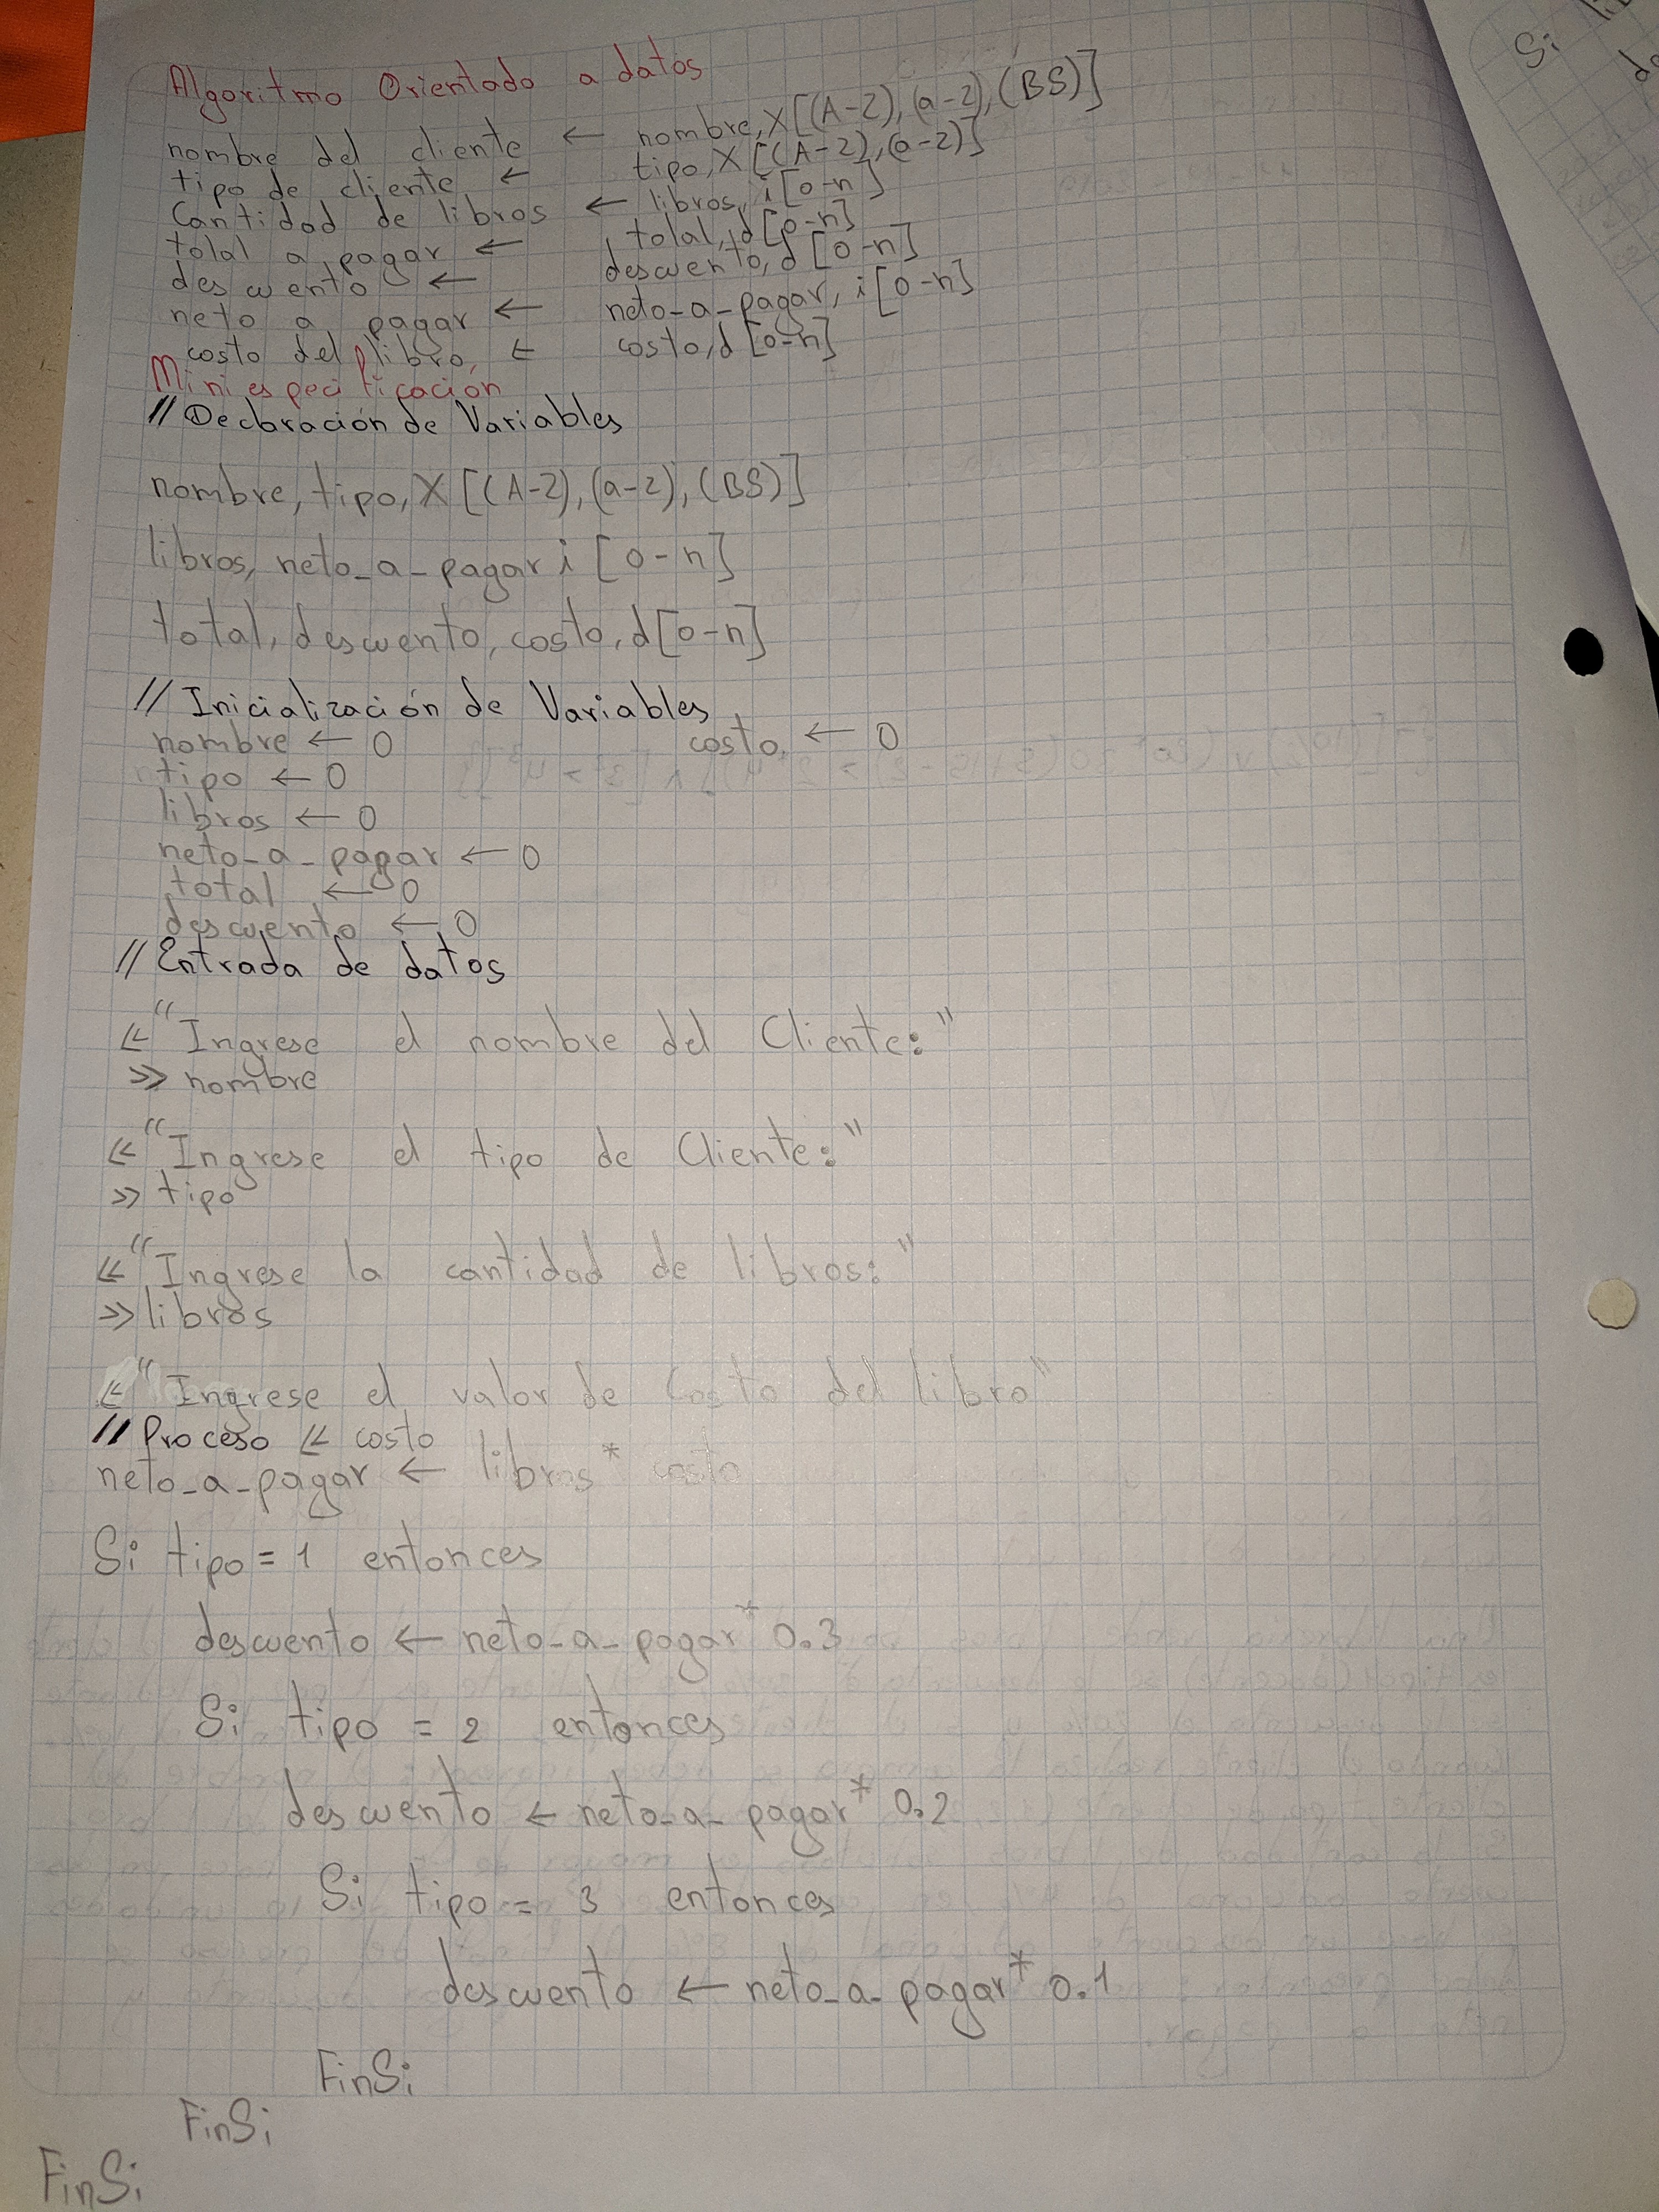 Algoritmo Orientado a datos
nombre del cliente ← nombre, X[(A-Z), (a-z), (BS)]
tipo de cliente ← tipo, X[(A-Z), (a-z)]
Cantidad de libros ← libros, i[0-n]
total a pagar ← total, d[0-n]
descuento ← descuento, d[0-n]
neto a pagar ← neto_a_pagar, i[0-n]
costo del libro, ← costo, d[0-n]
Miniespecificación
// Declaración de Variables
nombre, tipo, X[(A-Z), (a-z), (BS)]
libros, neto_a_pagar i [0-n]
total, descuento, costo, d[0-n]
// Inicialización de Variables
nombre ← 0 costo ← 0
tipo ← 0
libros ← 0
neto_a_pagar ← 0
total ← 0
descuento ← 0
// Entrada de datos
≪ "Ingrese el nombre del Cliente:"
≫ nombre
≪ "Ingrese el tipo de Cliente:"
≫ tipo
≪ "Ingrese la cantidad de libros:"
≫ libros
≪ "Ingrese el valor de Costo del libro"
// Proceso ≪ costo
neto_a_pagar ← libros * costo
Si tipo = 1 entonces
descuento ← neto_a_pagar * 0.3
Si tipo = 2 entonces
descuento ← neto_a_pagar * 0.2
Si tipo = 3 entonces
descuento ← neto_a_pagar * 0.1
FinSi
FinSi
FinSi
Si